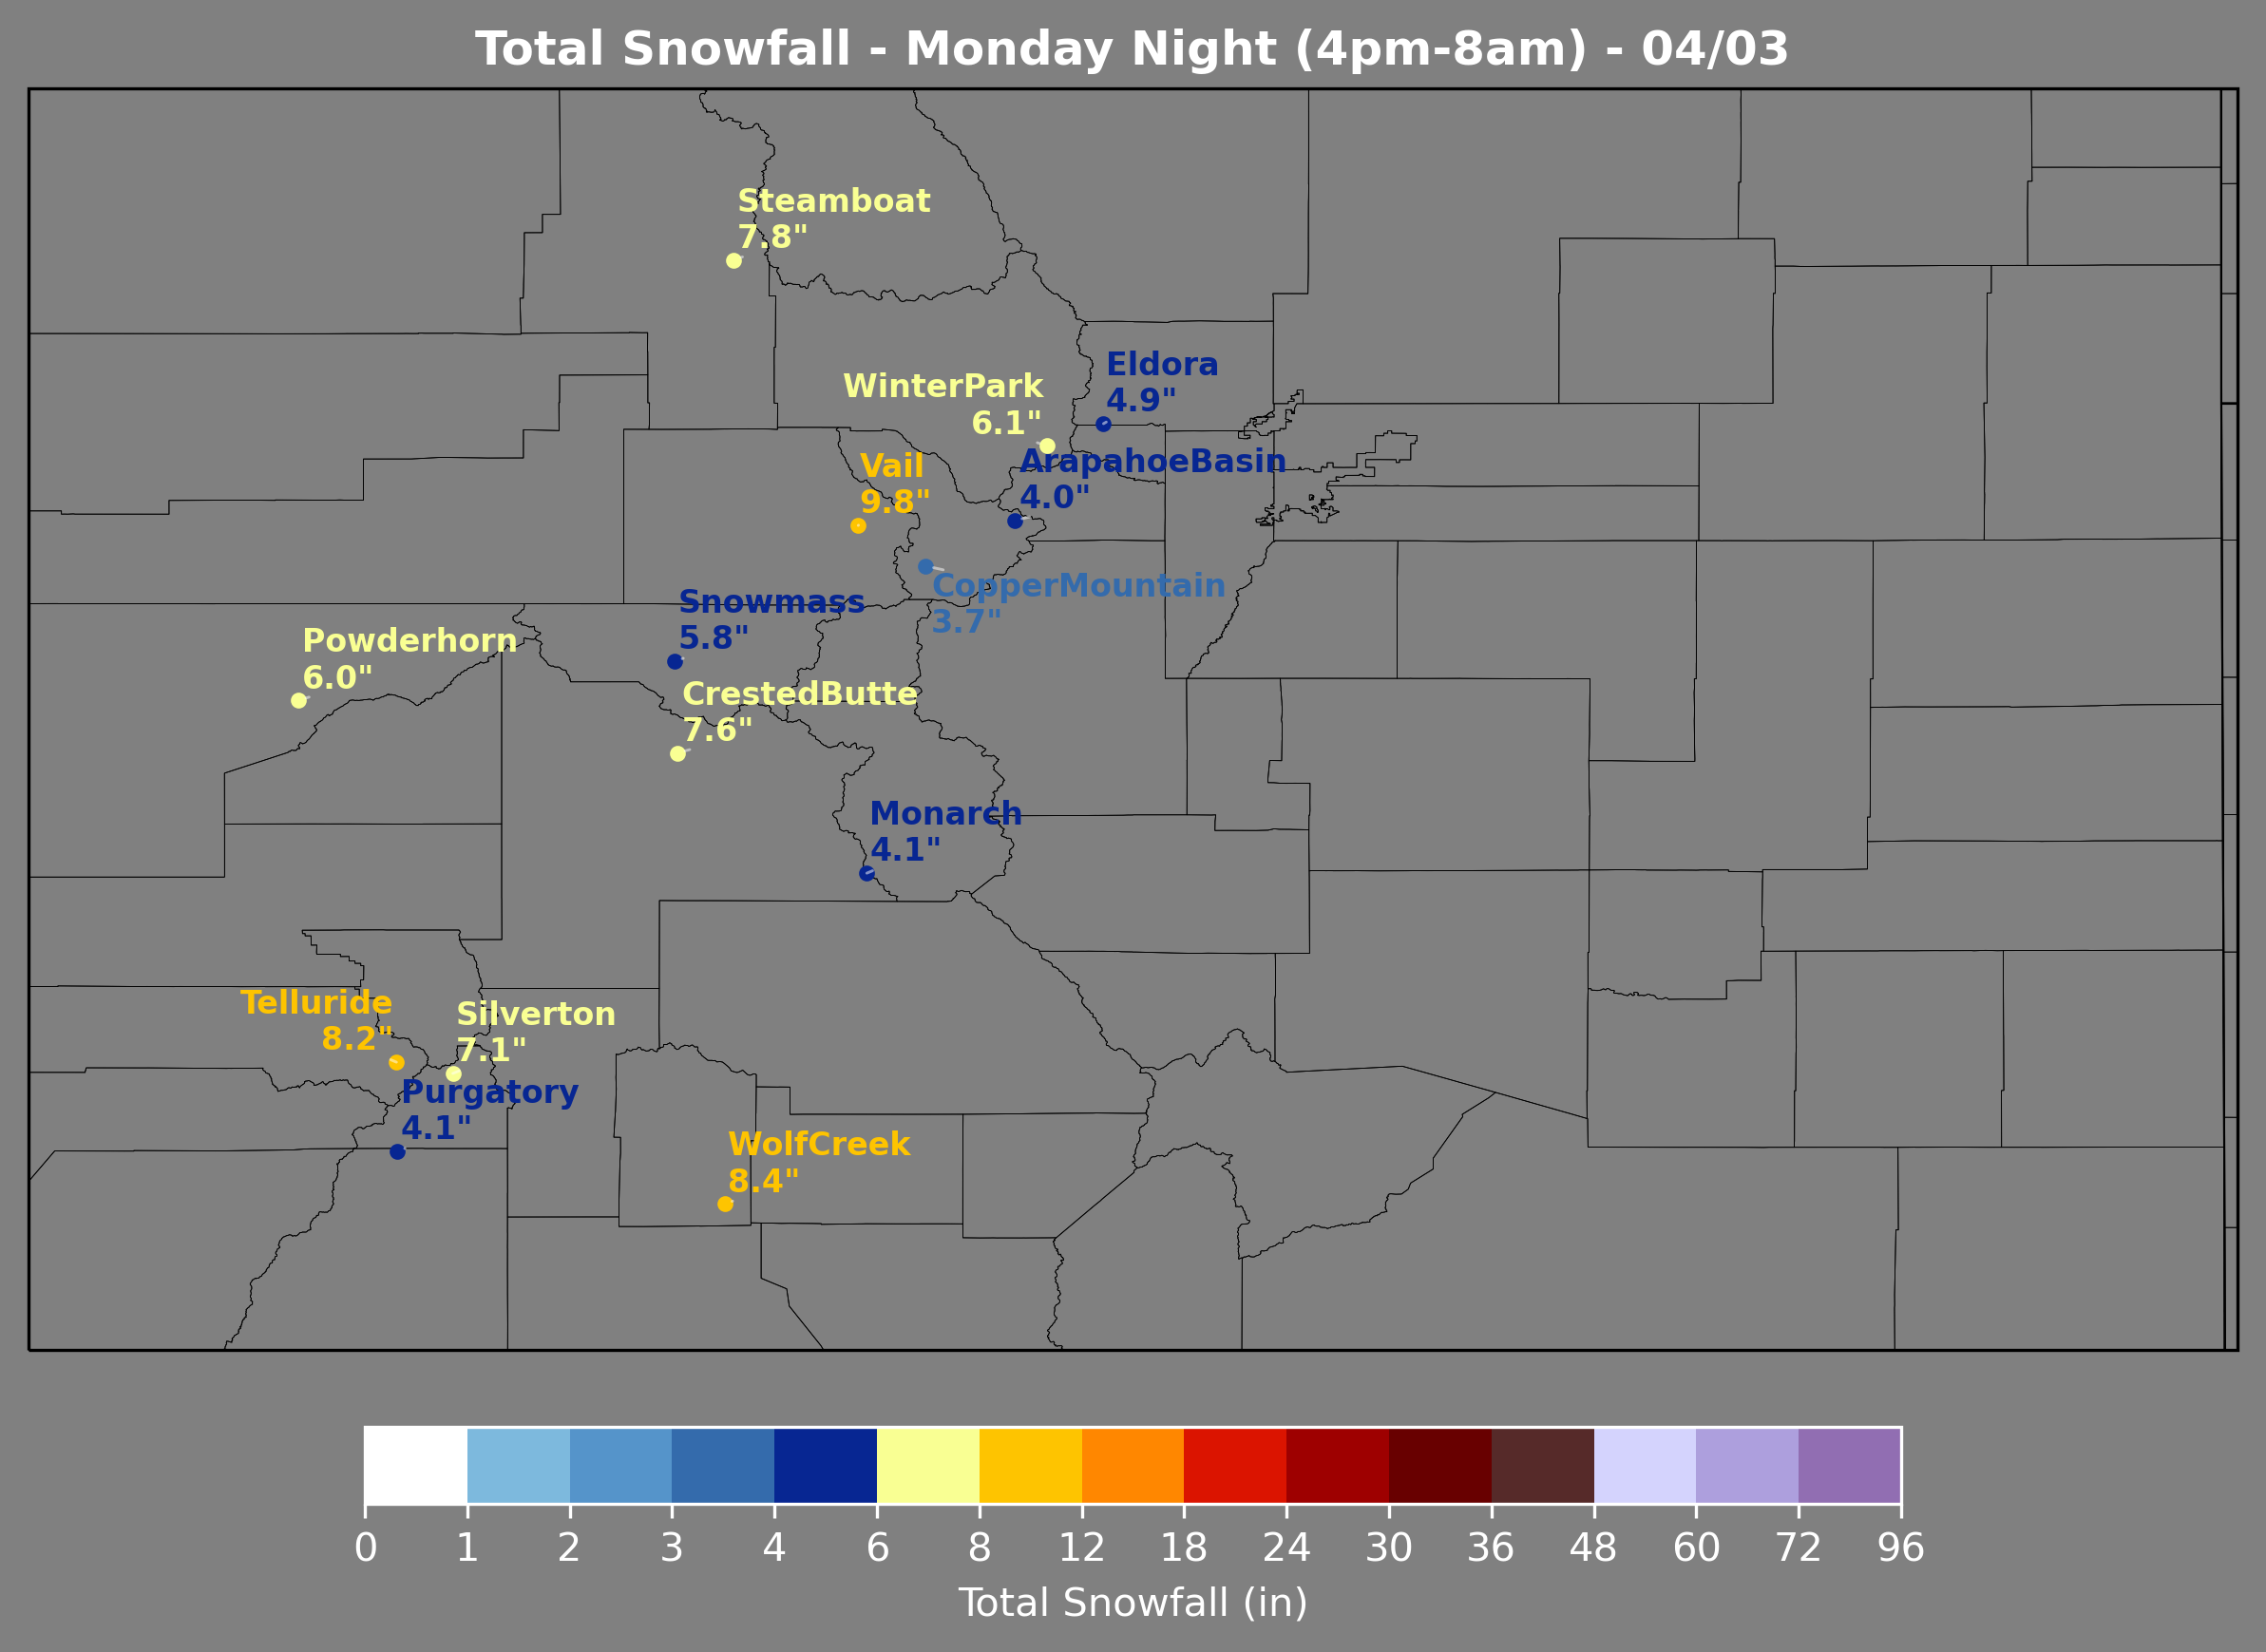 Total Snowfall - Monday Night (4pm-8am) - 04/03
Steamboat
7.8"
Eldora
4.9"
WinterPark
6.1"
ArapahoeBasin
4.0"
Vail
9.8"
CopperMountain
3.7"
Snowmass
5.8"
Powderhorn
6.0"
CrestedButte
7.6"
Monarch
4.1"
Telluride
8.2"
Silverton
7.1"
Purgatory
4.1"
WolfCreek
8.4"
0 1 2 3 4 6 8 12 18 24 30 36 48 60 72 96
Total Snowfall (in)